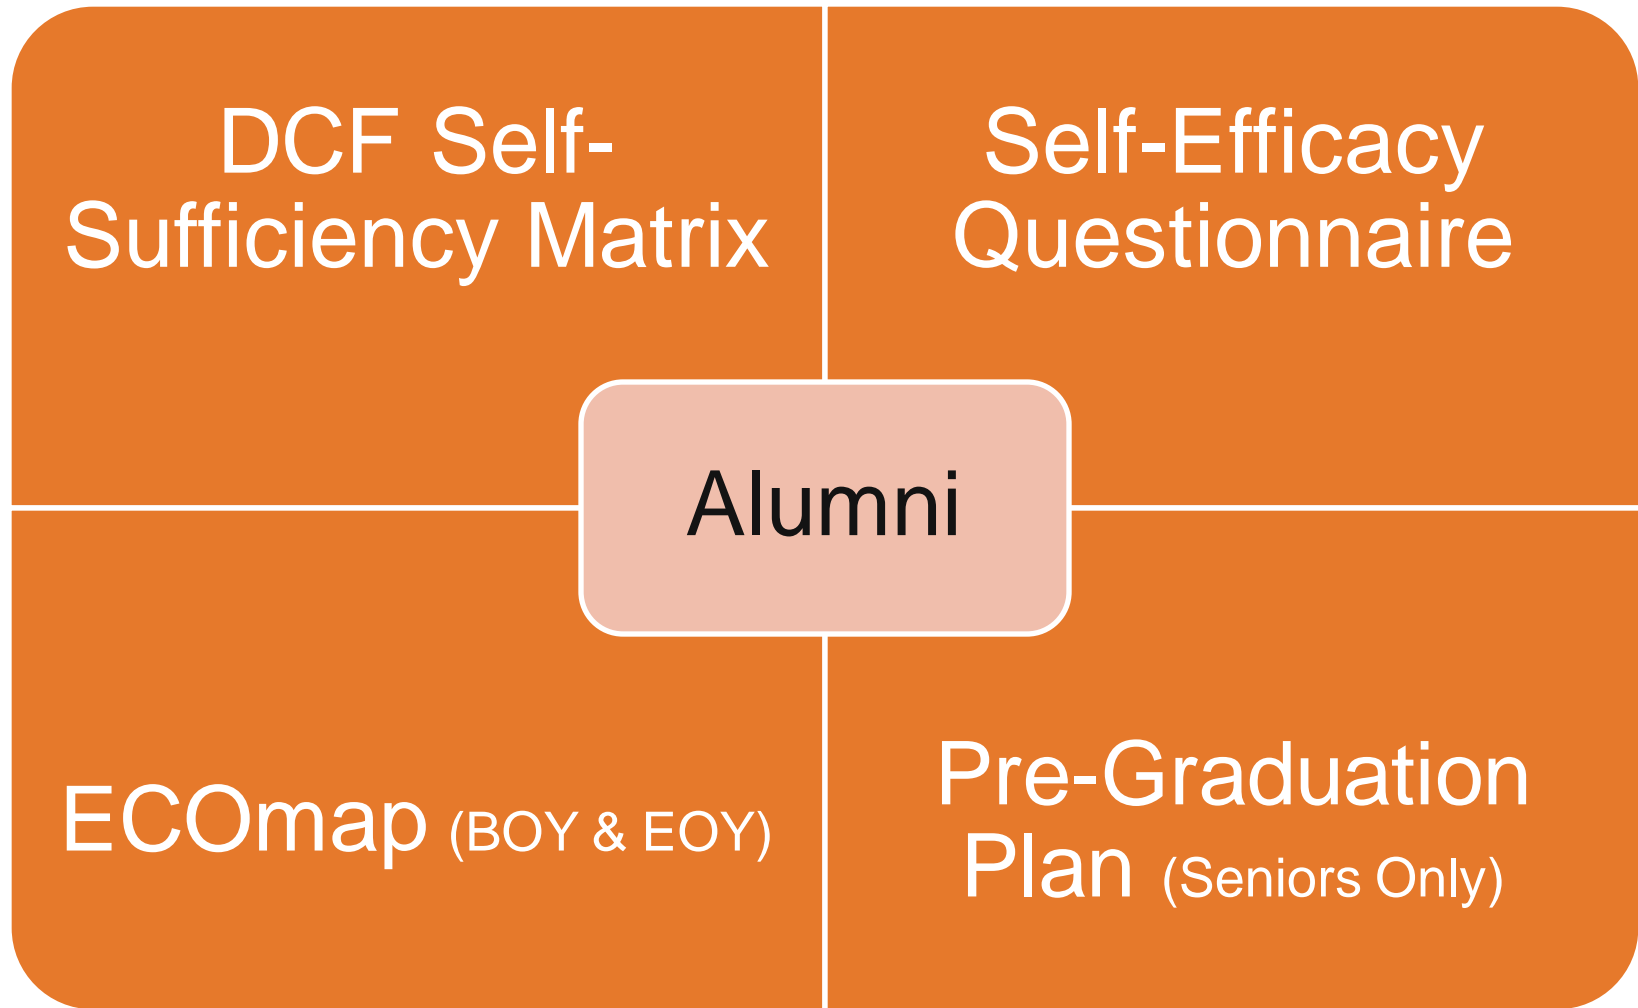 DCF Self-
Sufficiency Matrix
Self-Efficacy
Questionnaire
Alumni
ECOmap (BOY & EOY)
Pre-Graduation
Plan (Seniors Only)